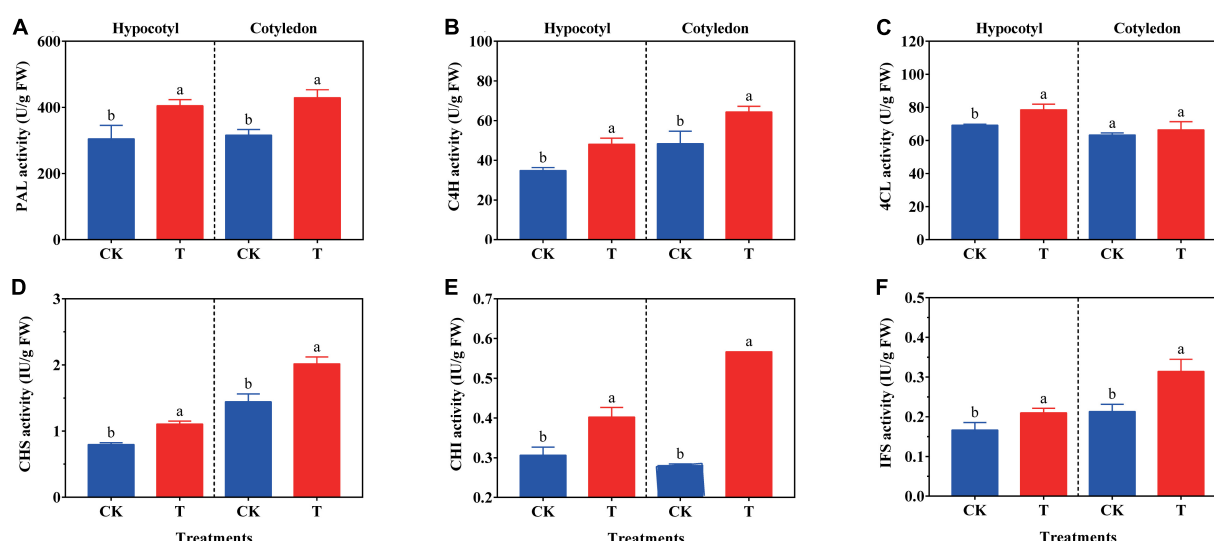 A Hypocotyl Cotyledon
PAL activity (U/g FW)
600
400
200
0
b a b a
CK T CK T
B Hypocotyl Cotyledon
C4H activity (U/g FW)
100
80
60
40
20
0
b a b a
CK T CK T
C Hypocotyl Cotyledon
4CL activity (U/g FW)
120
100
80
60
40
20
0
b a a a
CK T CK T
D
CHS activity (IU/g FW)
3
2
1
0
b a b a
CK T CK T
Treatments
E
CHI activity (IU/g FW)
0.7
0.6
0.5
0.4
0.3
0.2
b a b a
CK T CK T
Treatments
F
IFS activity (IU/g FW)
0.5
0.4
0.3
0.2
0.1
0.0
b a b a
CK T CK T
Treatments